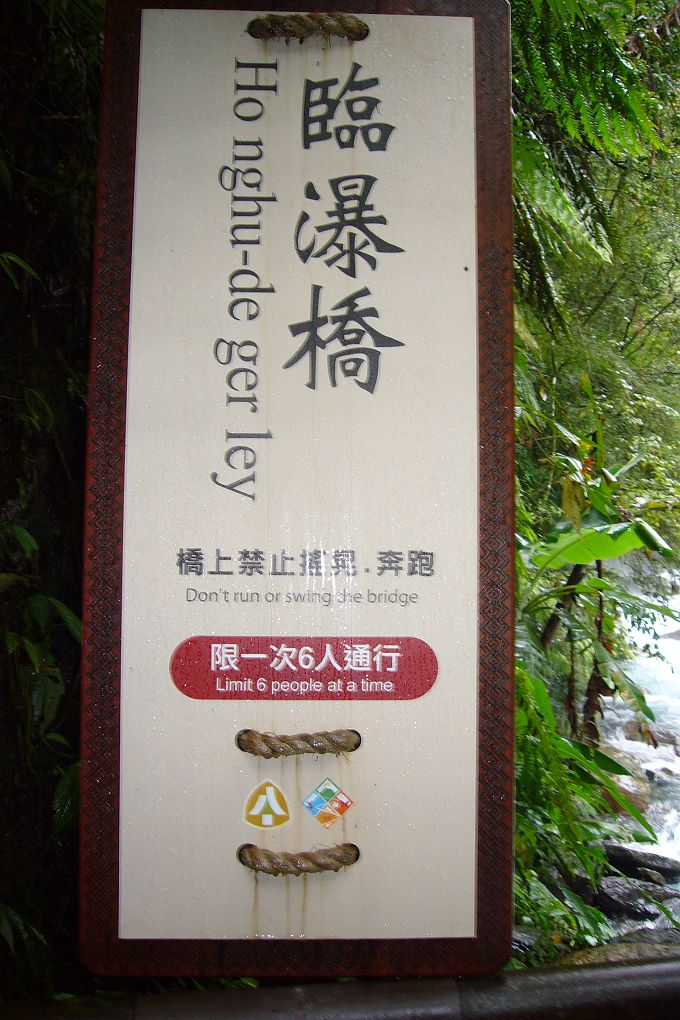 臨瀑橋
Ho nghu-de ger ley
橋上禁止搖晃.奔跑
Don't run or swing the bridge
限一次6人通行
Limit 6 people at a time